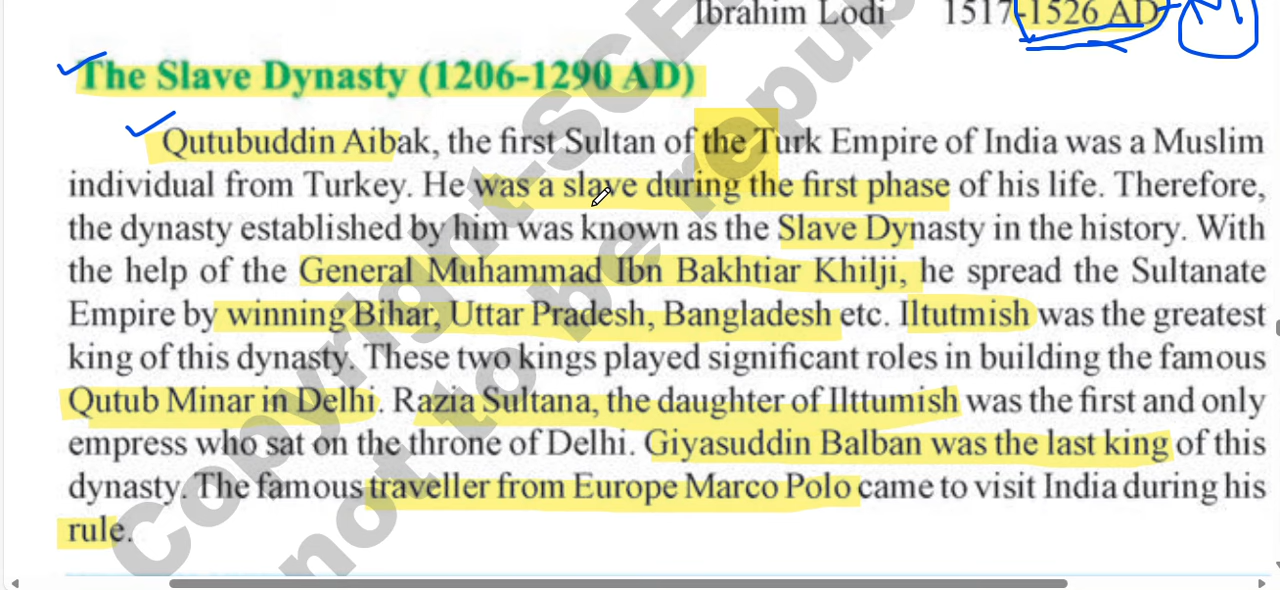 Ibrahim Lodi 1517-1526 AD
The Slave Dynasty (1206-1290 AD)
Qutubuddin Aibak, the first Sultan of the Turk Empire of India was a Muslim
individual from Turkey. He was a slave during the first phase of his life. Therefore,
the dynasty established by him was known as the Slave Dynasty in the history. With
the help of the General Muhammad Ibn Bakhtiar Khilji, he spread the Sultanate
Empire by winning Bihar, Uttar Pradesh, Bangladesh etc. Iltutmish was the greatest
king of this dynasty. These two kings played significant roles in building the famous
Qutub Minar in Delhi. Razia Sultana, the daughter of Ilttumish was the first and only
empress who sat on the throne of Delhi. Giyasuddin Balban was the last king of this
dynasty. The famous traveller from Europe Marco Polo came to visit India during his
rule.
Copyright-SCE
not to be repu